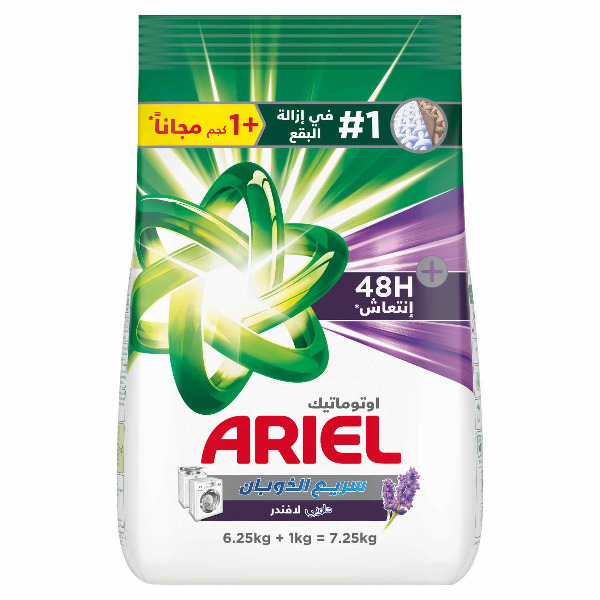 #1 في إزالة
البقع
+1 كجم مجاناً*
+
48H
إنتعاش*
اوتوماتيك
ARIEL
سريع الذوبان
داوني لافندر
6.25kg + 1kg = 7.25kg